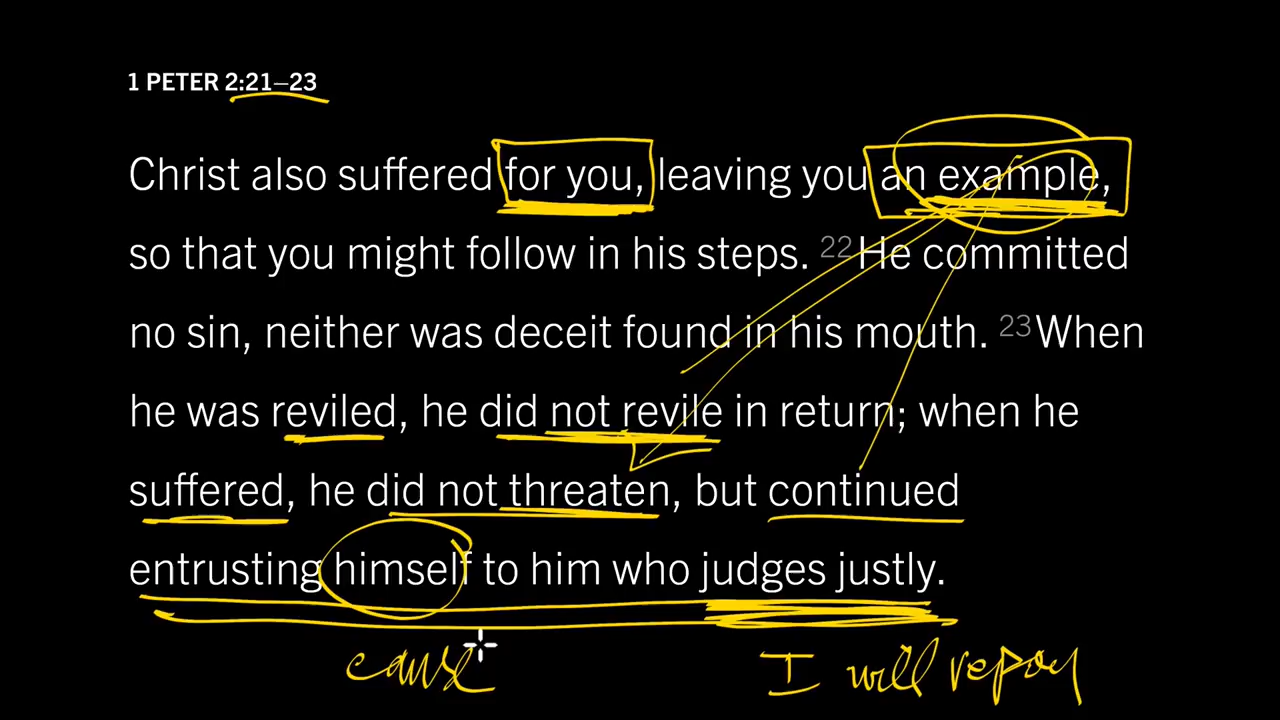 1 PETER 2:21–23
Christ also suffered for you, leaving you an example,
so that you might follow in his steps. 22 He committed
no sin, neither was deceit found in his mouth. 23 When
he was reviled, he did not revile in return; when he
suffered, he did not threaten, but continued
entrusting himself to him who judges justly.
cause I will repay